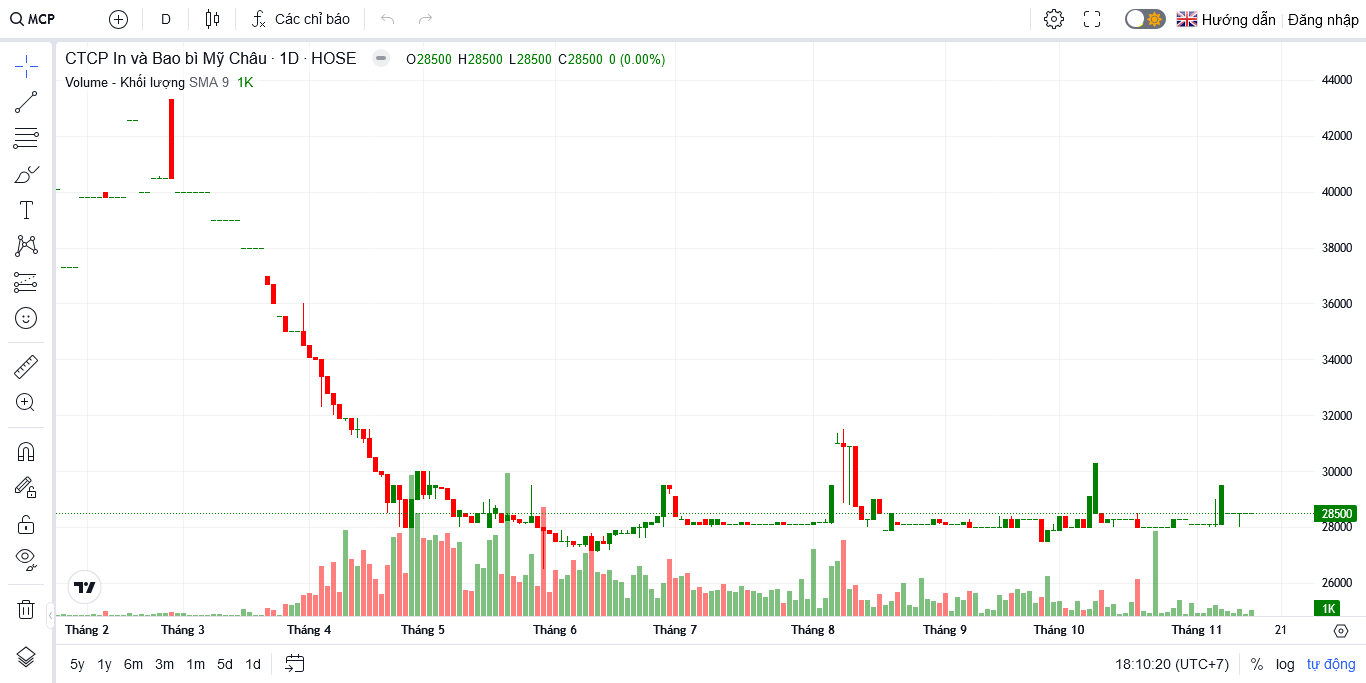 MCP D Các chỉ báo Hướng dẫn Đăng nhập
CTCP In và Bao bì Mỹ Châu · 1D · HOSE O28500 H28500 L28500 C28500 0 (0.00%)
Volume - Khối lượng SMA 9 1K
44000
42000
40000
38000
36000
34000
32000
30000
28500
28000
26000
1K
Tháng 2 Tháng 3 Tháng 4 Tháng 5 Tháng 6 Tháng 7 Tháng 8 Tháng 9 Tháng 10 Tháng 11 21
5y 1y 6m 3m 1m 5d 1d 18:10:20 (UTC+7) % log tự động